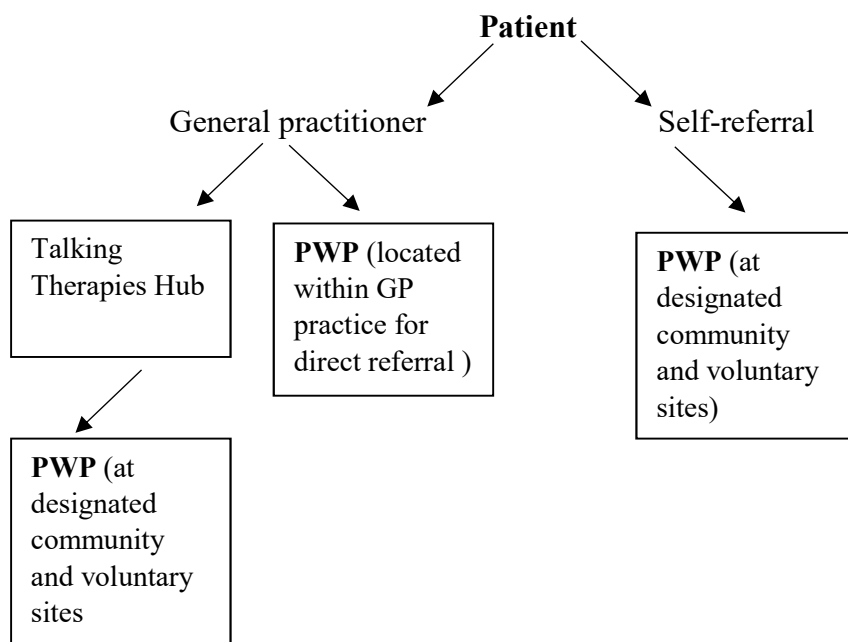 Patient
General practitioner
Self-referral
Talking
Therapies Hub
PWP (located
within GP
practice for
direct referral )
PWP (at
designated
community
and voluntary
sites)
PWP (at
designated
community
and voluntary
sites